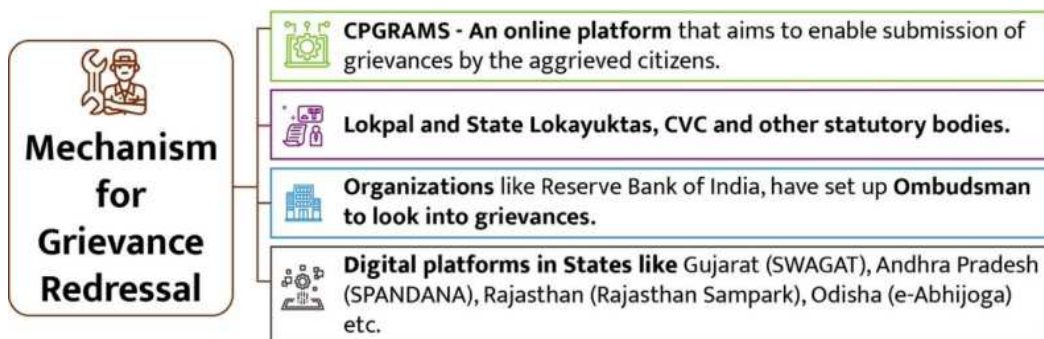 Mechanism
for
Grievance
Redressal
CPGRAMS - An online platform that aims to enable submission of
grievances by the aggrieved citizens.
Lokpal and State Lokayuktas, CVC and other statutory bodies.
Organizations like Reserve Bank of India, have set up Ombudsman
to look into grievances.
Digital platforms in States like Gujarat (SWAGAT), Andhra Pradesh
(SPANDANA), Rajasthan (Rajasthan Sampark), Odisha (e-Abhijoga)
etc.